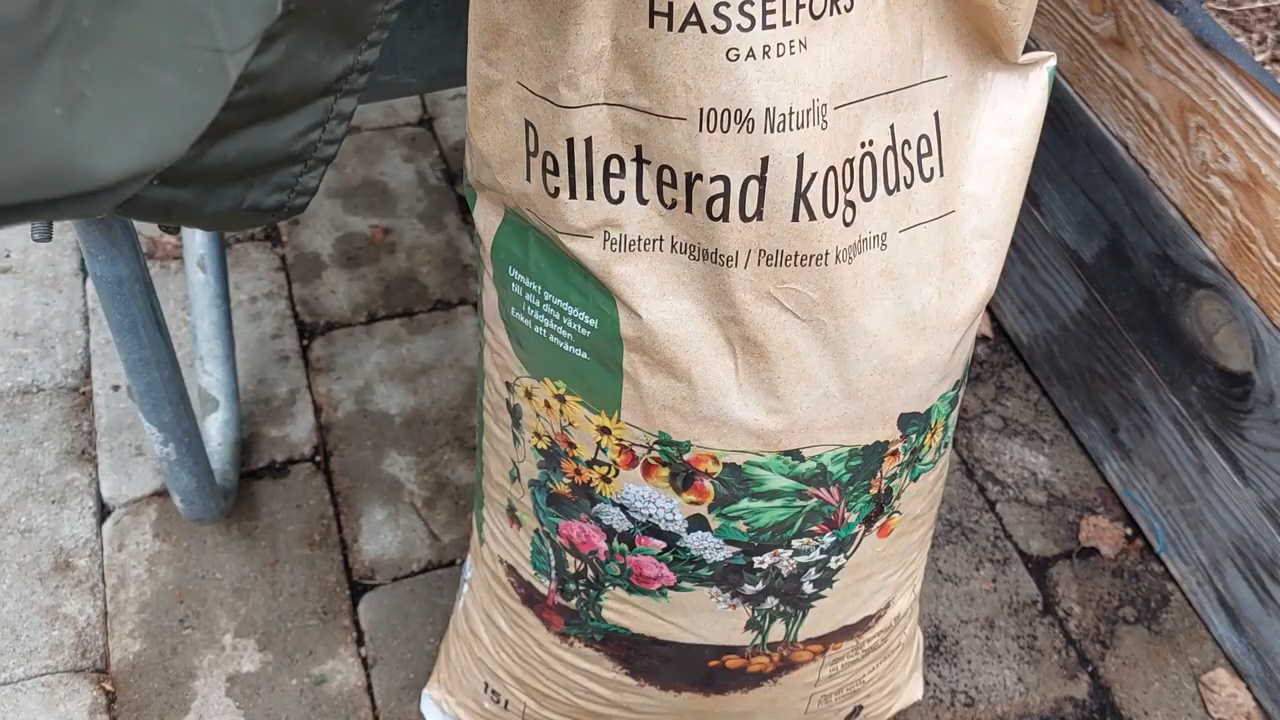 HASSELFORS
GARDEN
100% Naturlig
Pelleterad kogödsel
Pelletert kugjødsel / Pelleteret kogødning
Utmärkt grundgödsel
till alla dina växter
i trädgården.
Enkel att använda.
15L